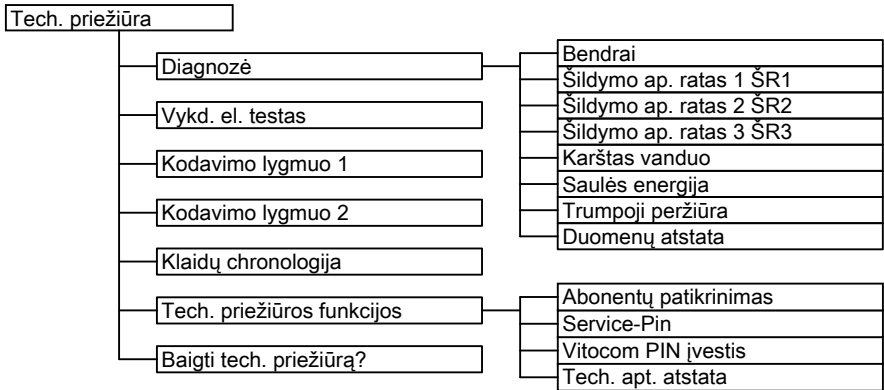 Tech. priežiūra
Diagnozė
Bendrai
Šildymo ap. ratas 1 ŠR1
Šildymo ap. ratas 2 ŠR2
Šildymo ap. ratas 3 ŠR3
Karštas vanduo
Saulės energija
Trumpoji peržiūra
Duomenų atstata
Vykd. el. testas
Kodavimo lygmuo 1
Kodavimo lygmuo 2
Klaidų chronologija
Tech. priežiūros funkcijos
Abonentų patikrinimas
Service-Pin
Vitocom PIN įvestis
Tech. apt. atstata
Baigti tech. priežiūrą?